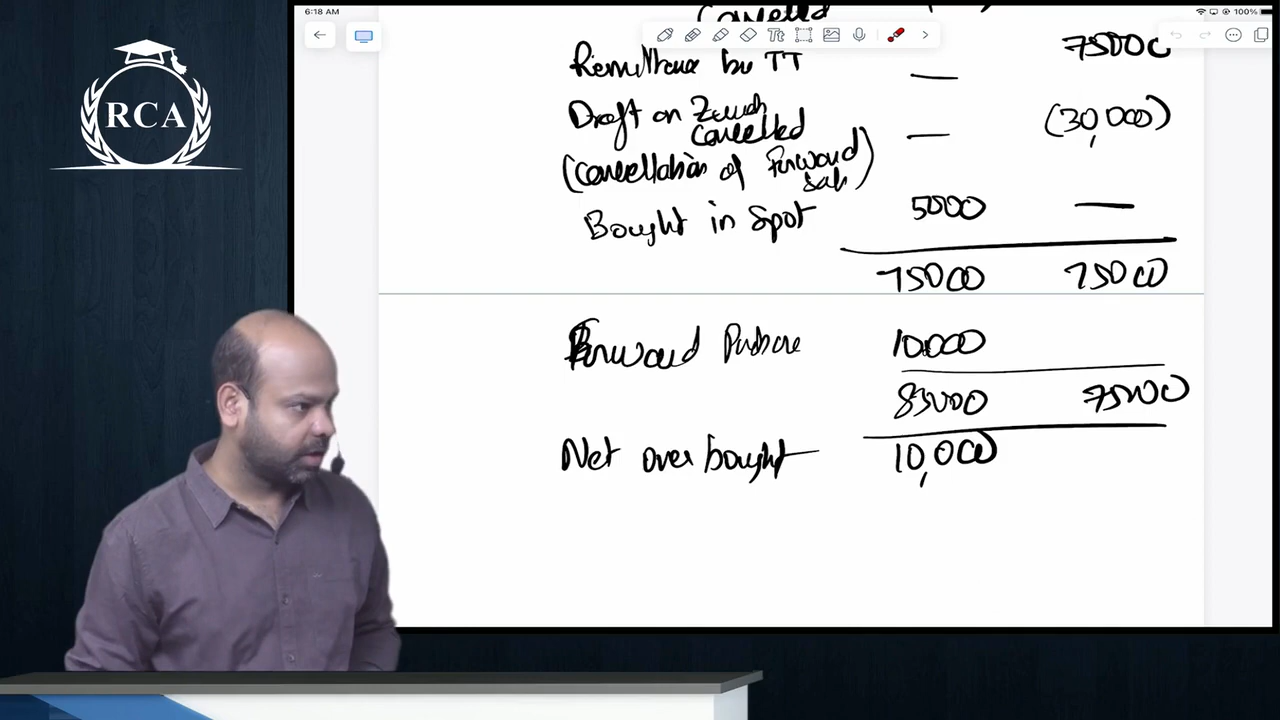 6:18 AM
100%
RCA
Cancelled
Remittance by TT — 75000
Draft on Zurich — (30,000)
Cancelled
(Cancellation of Forward
Sale)
Bought in Spot 5000 —
75000 75000
Forward Purchase 10000
85000 75000
Net over bought 10,000